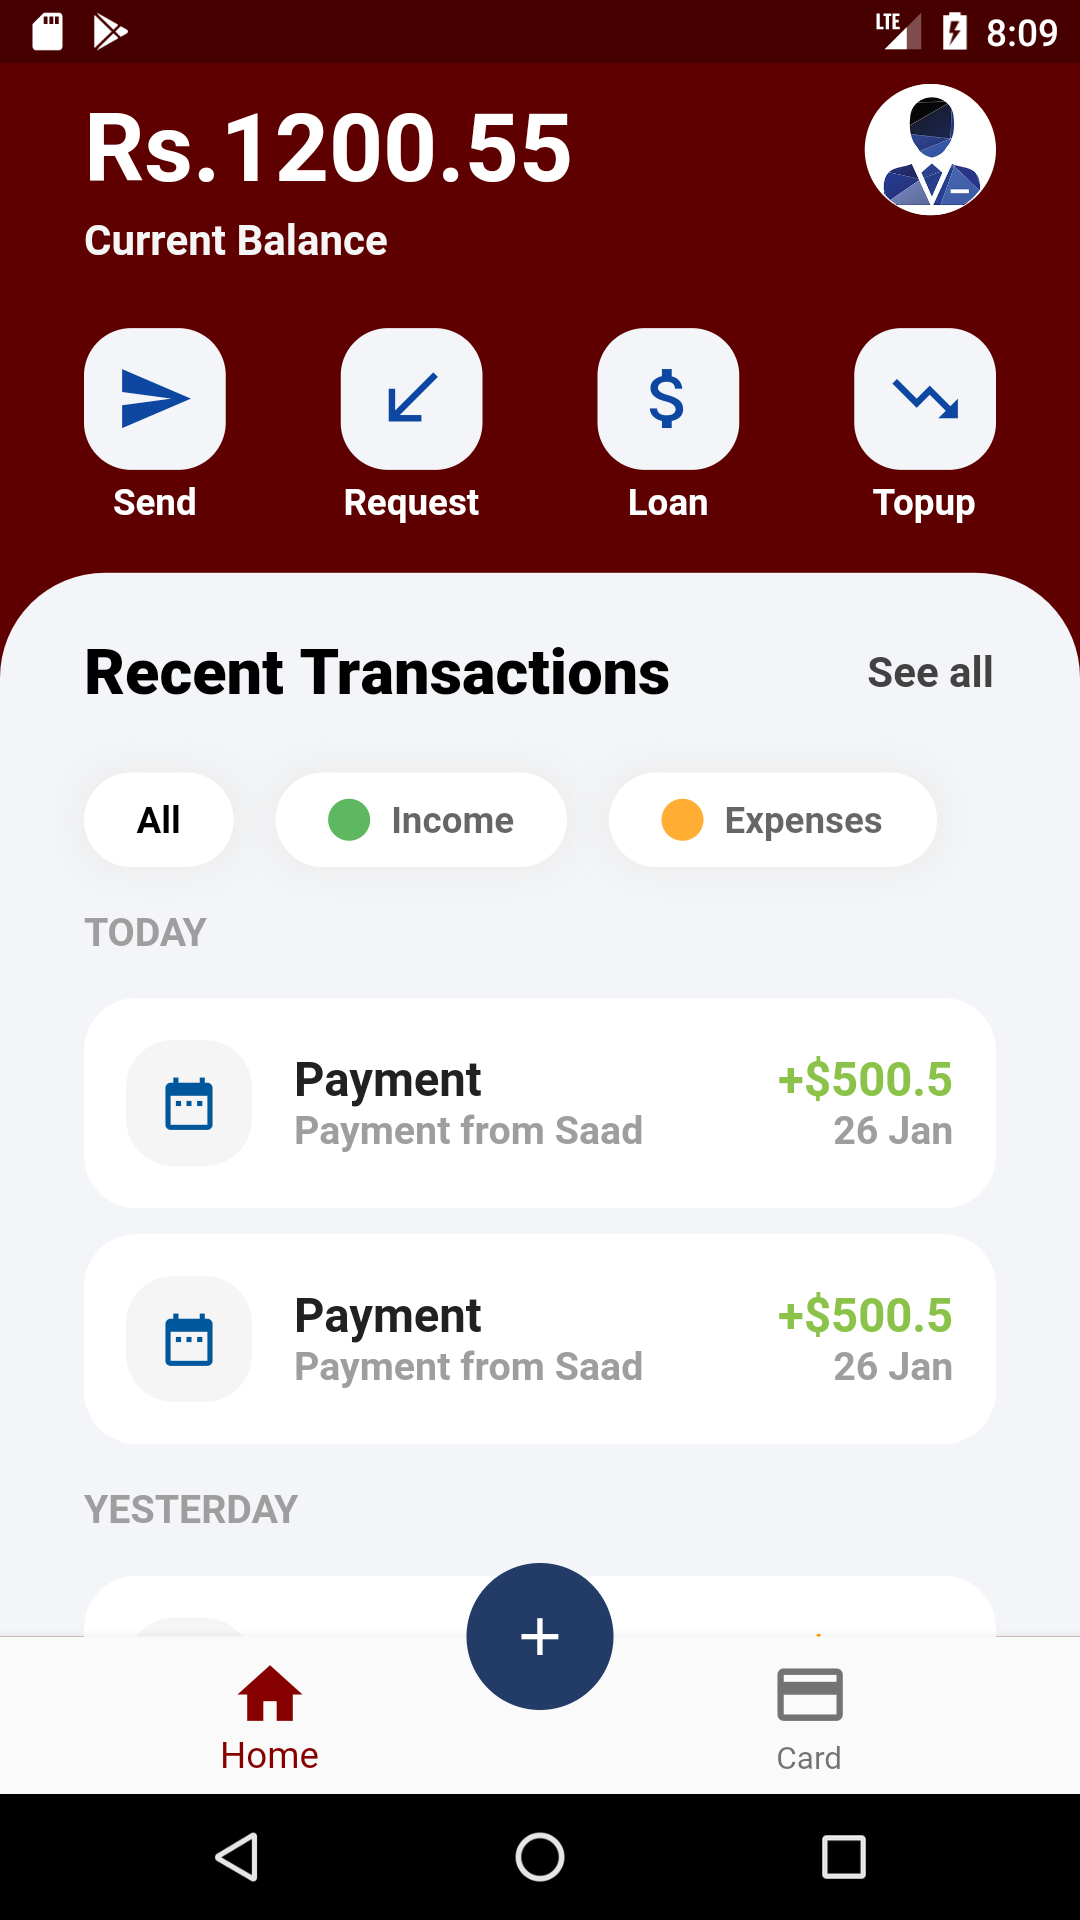 LTE 8:09
Rs.1200.55
Current Balance
Send Request Loan Topup
Recent Transactions See all
All Income Expenses
TODAY
Payment +$500.5
Payment from Saad 26 Jan
Payment +$500.5
Payment from Saad 26 Jan
YESTERDAY
+
Home Card